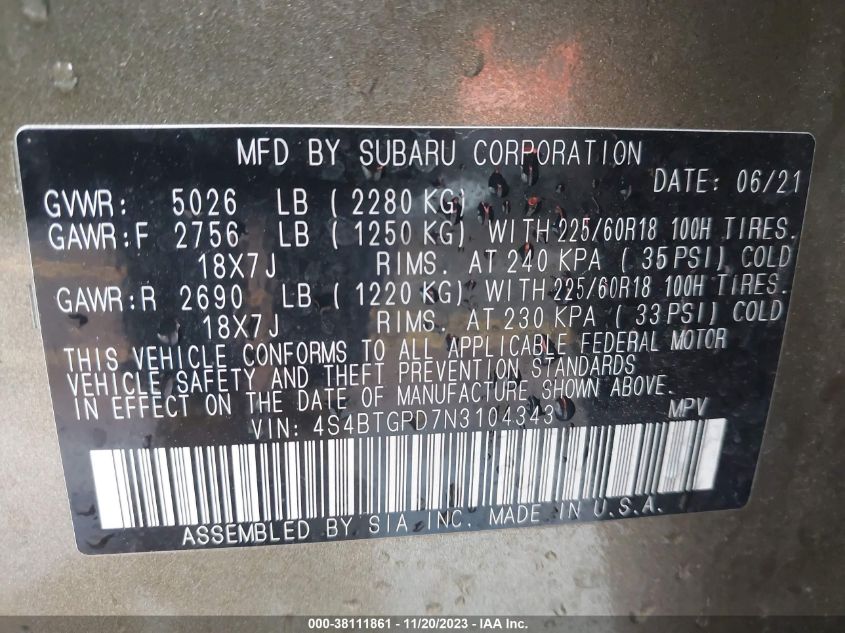 MFD BY SUBARU CORPORATION
DATE: 06/21
GVWR: 5026 LB ( 2280 KG)
GAWR:F 2756 LB ( 1250 KG) WITH 225/60R18 100H TIRES.
18X7J RIMS. AT 240 KPA ( 35 PSI) COLD
GAWR:R 2690 LB ( 1220 KG) WITH 225/60R18 100H TIRES.
18X7J RIMS. AT 230 KPA ( 33 PSI) COLD
THIS VEHICLE CONFORMS TO ALL APPLICABLE FEDERAL MOTOR
VEHICLE SAFETY AND THEFT PREVENTION STANDARDS
IN EFFECT ON THE DATE OF MANUFACTURE SHOWN ABOVE.
VIN: 4S4BTGPD7N3104343 MPV
ASSEMBLED BY SIA INC. MADE IN U.S.A.
000-38111861 - 11/20/2023 - IAA Inc.